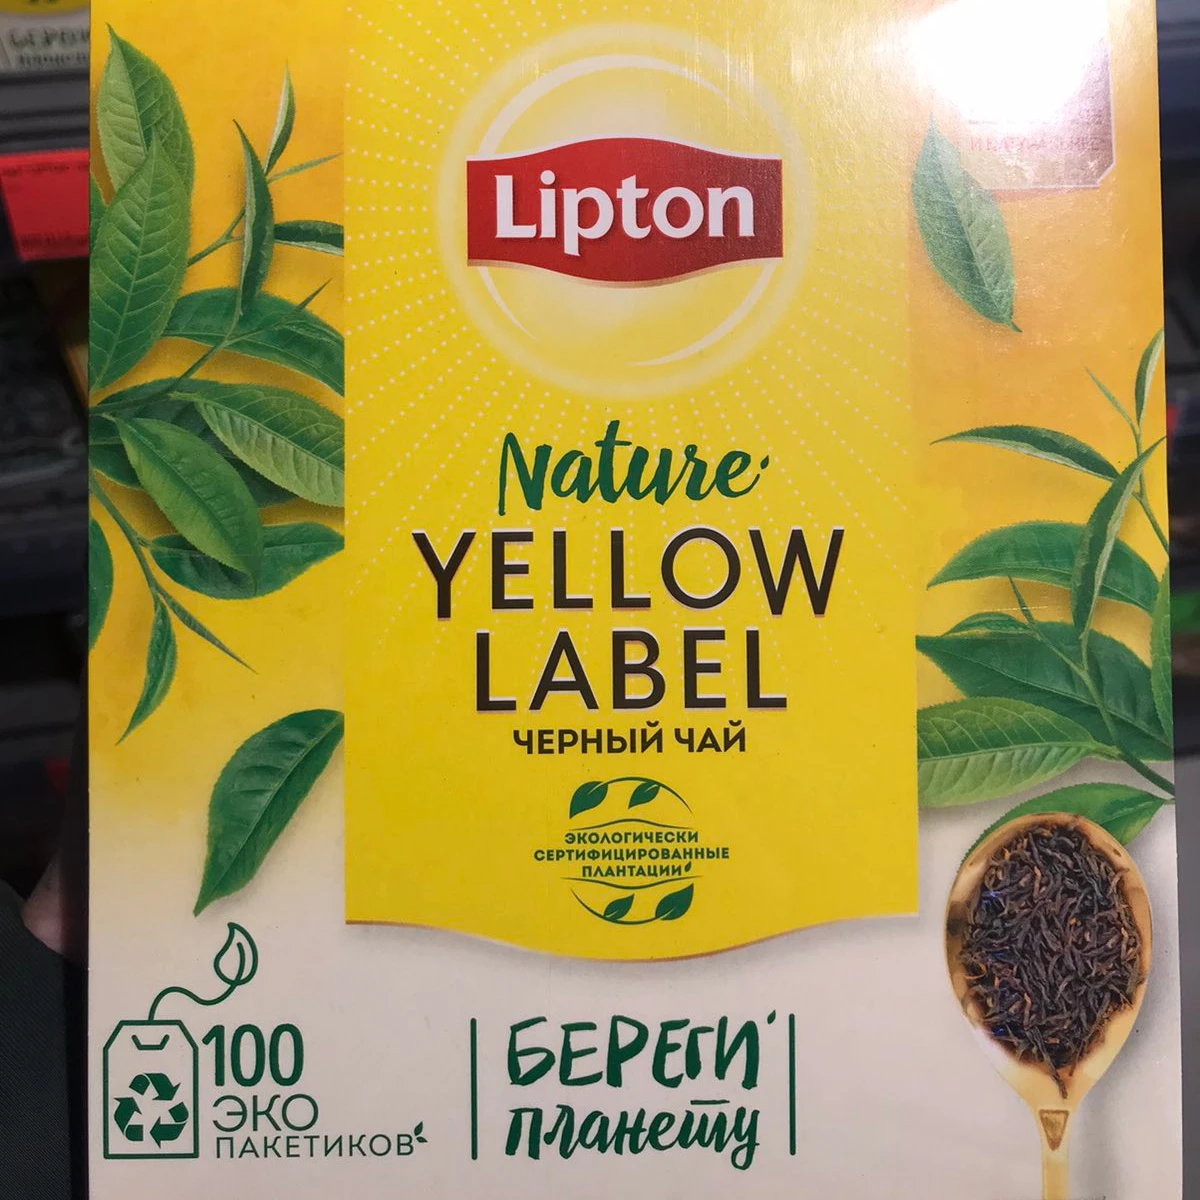 Lipton
Nature
YELLOW
LABEL
ЧЕРНЫЙ ЧАЙ
ЭКОЛОГИЧЕСКИ
СЕРТИФИЦИРОВАННЫЕ
ПЛАНТАЦИИ
100
ЭКО
ПАКЕТИКОВ
БЕРЕГИ
планету